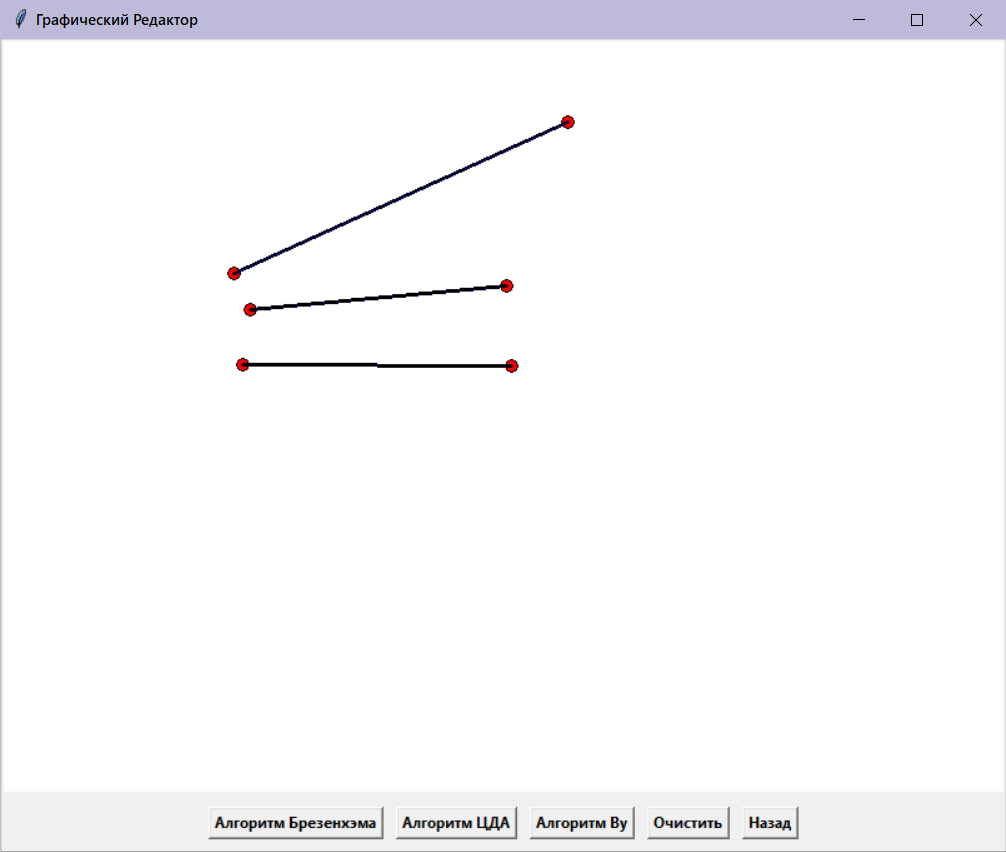 Графический Редактор
Алгоритм Брезенхэма Алгоритм ЦДА Алгоритм Ву Очистить Назад